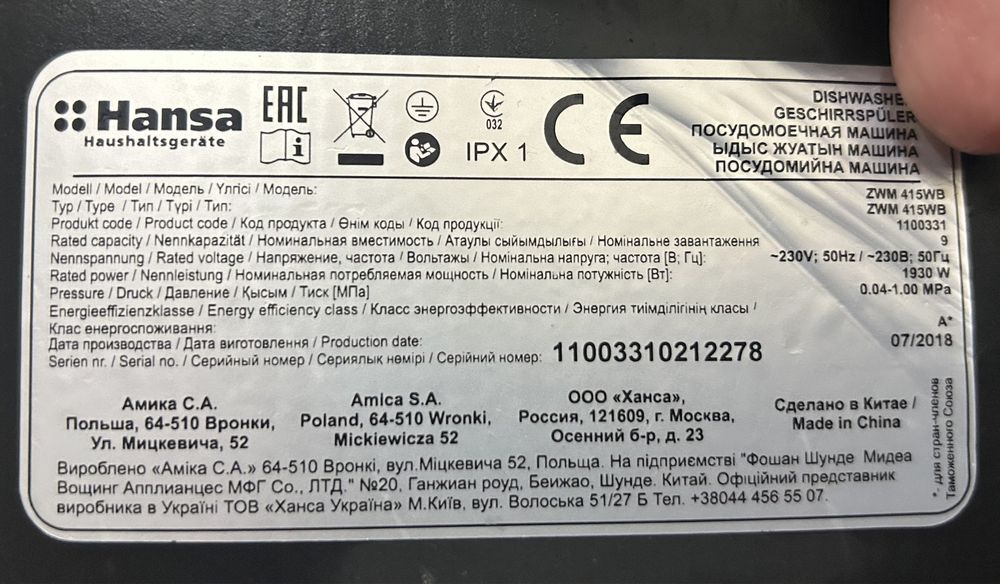 Hansa
Haushaltsgeräte
EAC
i
032
IPX 1
CE
DISHWASHE
GESCHIRRSPÜLER
ПОСУДОМОЕЧНАЯ МАШИНА
ЫДЫС ЖУАТЫН МАШИНА
ПОСУДОМИЙНА МАШИНА
Modell / Model / Модель / Үлгісі / Модель: ZWM 415WB
Typ / Type / Тип / Түрі / Тип: ZWM 415WB
Produkt code / Product code / Код продукта / Өнім коды / Код продукції: 1100331
Rated capacity / Nennkapazität / Номинальная вместимость / Атаулы сыйымдылығы / Номінальне завантаження 9
Nennspannung / Rated voltage / Напряжение, частота / Вольтажы / Номінальна напруга; частота [В; Гц]: ~230V; 50Hz / ~230В; 50Гц
Rated power / Nennleistung / Номинальная потребляемая мощность / Номінальна потужність [Вт]: 1930 W
Pressure / Druck / Давление / Қысым / Тиск [МПа] 0.04-1.00 MPa
Energieeffizienzklasse / Energy efficiency class / Класс энергоэффективности / Энергия тиімділігінің класы /
Клас енергоспоживання: A*
Дата производства / Дата виготовлення / Production date: 07/2018
Serien nr. / Serial no. / Серийный номер / Сериялық немірі / Серійний номер: 11003310212278
Амика С.А.
Польша, 64-510 Вронки,
Ул. Мицкевича, 52
Amica S.A.
Poland, 64-510 Wronki,
Mickiewicza 52
ООО «Ханса»,
Россия, 121609, г. Москва,
Осенний б-р, д. 23
Сделано в Китае /
Made in China
Вироблено «Аміка С.А.» 64-510 Вронкі, вул.Міцкевича 52, Польща. На підприємстві "Фошан Шунде Мидеа
Вощинг Апплианцес МФГ Со., ЛТД." №20, Ганжиан роуд, Беижао, Шунде. Китай. Офіційний представник
виробника в Україні ТОВ «Ханса Україна» М.Київ, вул. Волоська 51/27 Б Тел. +38044 456 55 07.
*- для стран-членов
Таможенного Союза